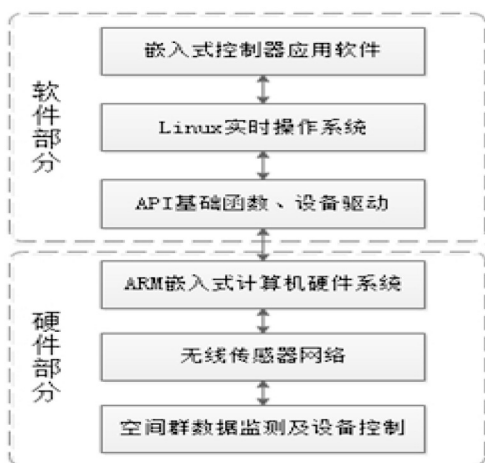 软件部分
嵌入式控制器应用软件
Linux实时操作系统
API基础函数、设备驱动
硬件部分
ARM嵌入式计算机硬件系统
无线传感器网络
空间群数据监测及设备控制